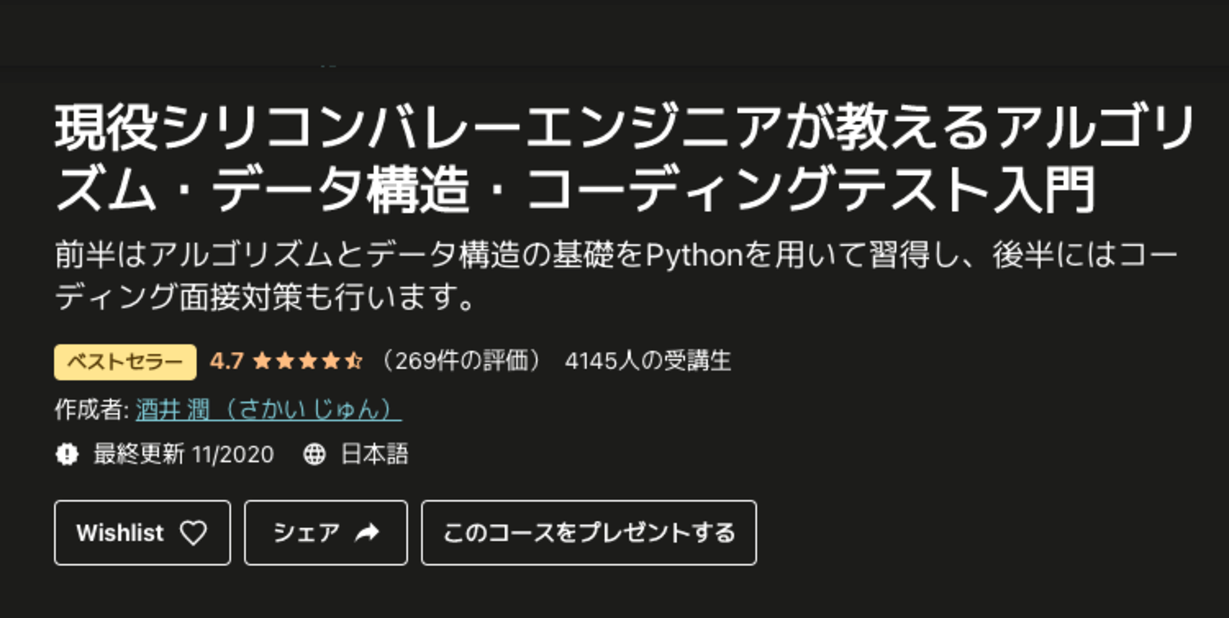 現役シリコンバレーエンジニアが教えるアルゴリ
ズム・データ構造・コーディングテスト入門
前半はアルゴリズムとデータ構造の基礎をPythonを用いて習得し、後半にはコー
ディング面接対策も行います。
ベストセラー 4.7 （269件の評価） 4145人の受講生
作成者: 酒井 潤 （さかい じゅん）
最終更新 11/2020 日本語
Wishlist シェア このコースをプレゼントする